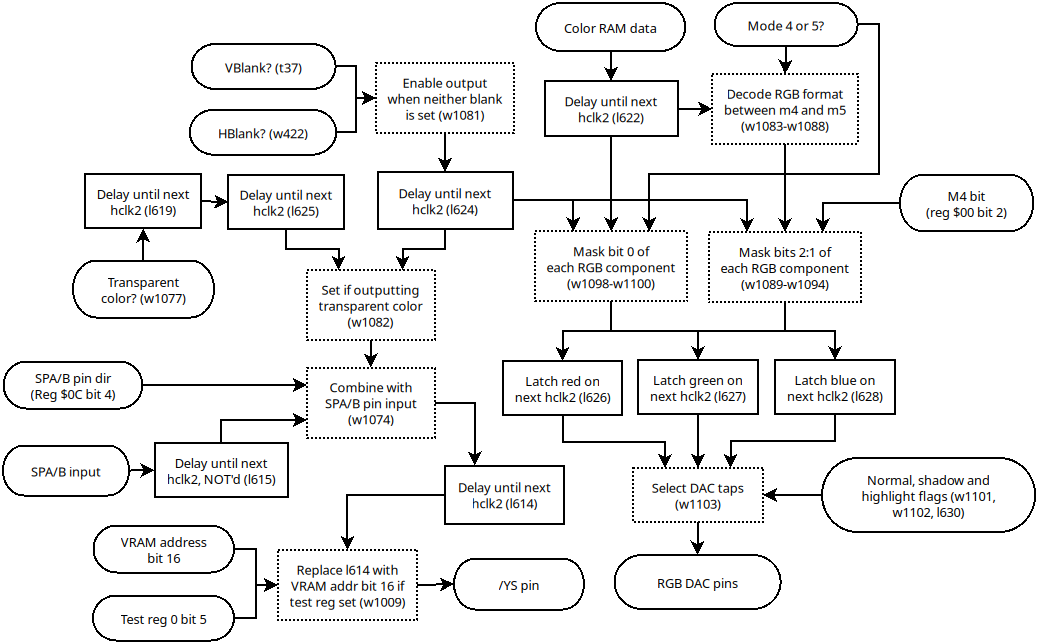 Color RAM data
Mode 4 or 5?
VBlank? (t37)
Enable output
when neither blank
is set (w1081)
Delay until next
hclk2 (l622)
Decode RGB format
between m4 and m5
(w1083-w1088)
HBlank? (w422)
Delay until next
hclk2 (l619)
Delay until next
hclk2 (l625)
Delay until next
hclk2 (l624)
M4 bit
(reg $00 bit 2)
Mask bit 0 of
each RGB component
(w1098-w1100)
Mask bits 2:1 of
each RGB component
(w1089-w1094)
Transparent
color? (w1077)
Set if outputting
transparent color
(w1082)
SPA/B pin dir
(Reg $0C bit 4)
Combine with
SPA/B pin input
(w1074)
Latch red on
next hclk2 (l626)
Latch green on
next hclk2 (l627)
Latch blue on
next hclk2 (l628)
SPA/B input
Delay until next
hclk2, NOT'd (l615)
Delay until next
hclk2 (l614)
Select DAC taps
(w1103)
Normal, shadow and
highlight flags (w1101,
w1102, l630)
VRAM address
bit 16
Replace l614 with
VRAM addr bit 16 if
test reg set (w1009)
/YS pin
RGB DAC pins
Test reg 0 bit 5